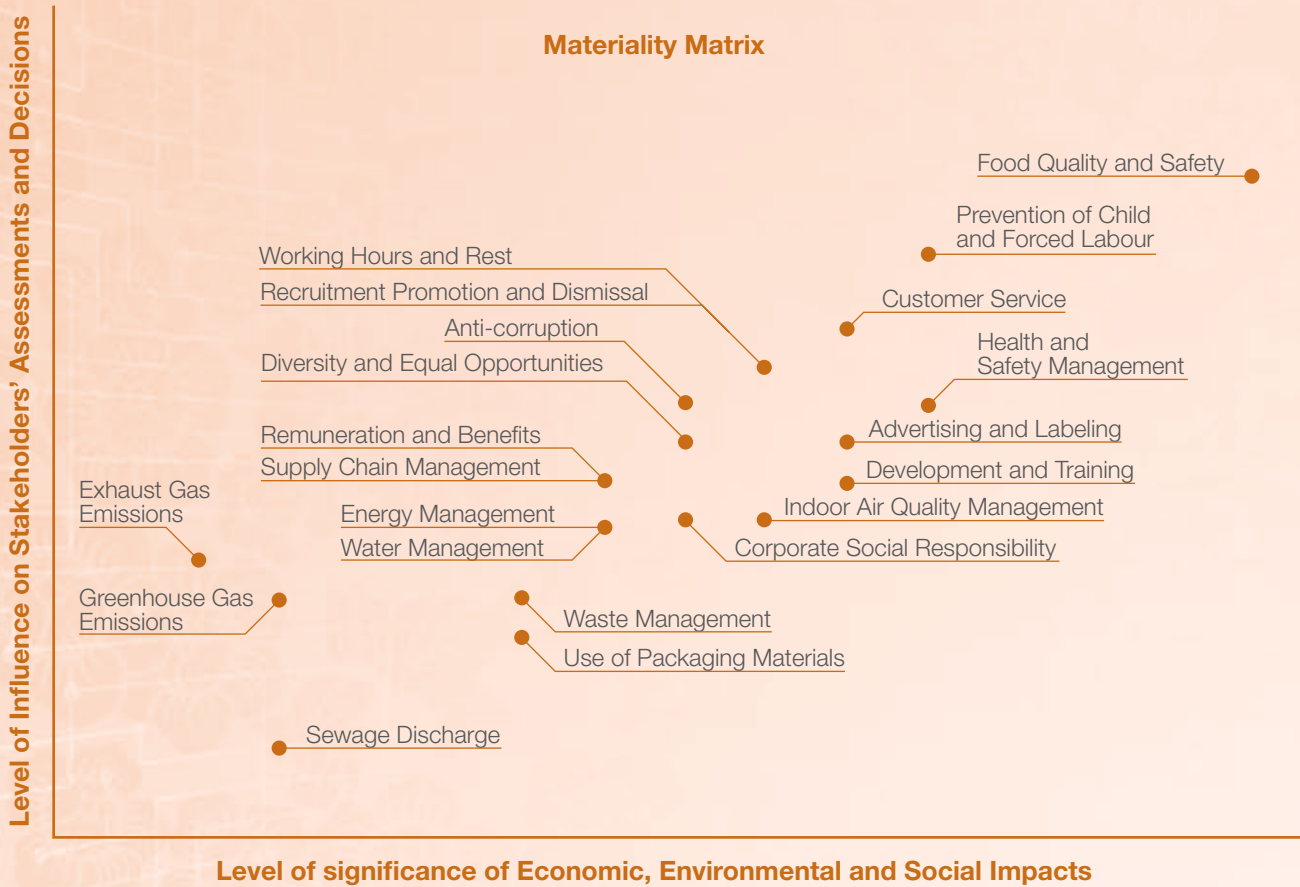 Materiality Matrix
Level of Influence on Stakeholders' Assessments and Decisions
Food Quality and Safety
Prevention of Child
and Forced Labour
Working Hours and Rest
Recruitment Promotion and Dismissal
Customer Service
Anti-corruption
Health and
Safety Management
Diversity and Equal Opportunities
Advertising and Labeling
Remuneration and Benefits
Supply Chain Management
Development and Training
Exhaust Gas
Emissions
Energy Management
Indoor Air Quality Management
Water Management
Corporate Social Responsibility
Greenhouse Gas
Emissions
Waste Management
Use of Packaging Materials
Sewage Discharge
Level of significance of Economic, Environmental and Social Impacts